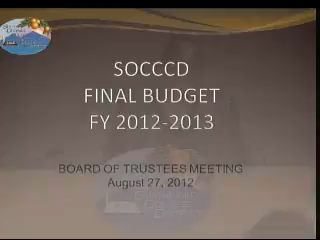 SOCCCD
FINAL BUDGET
FY 2012-2013
BOARD OF TRUSTEES MEETING
August 27, 2012